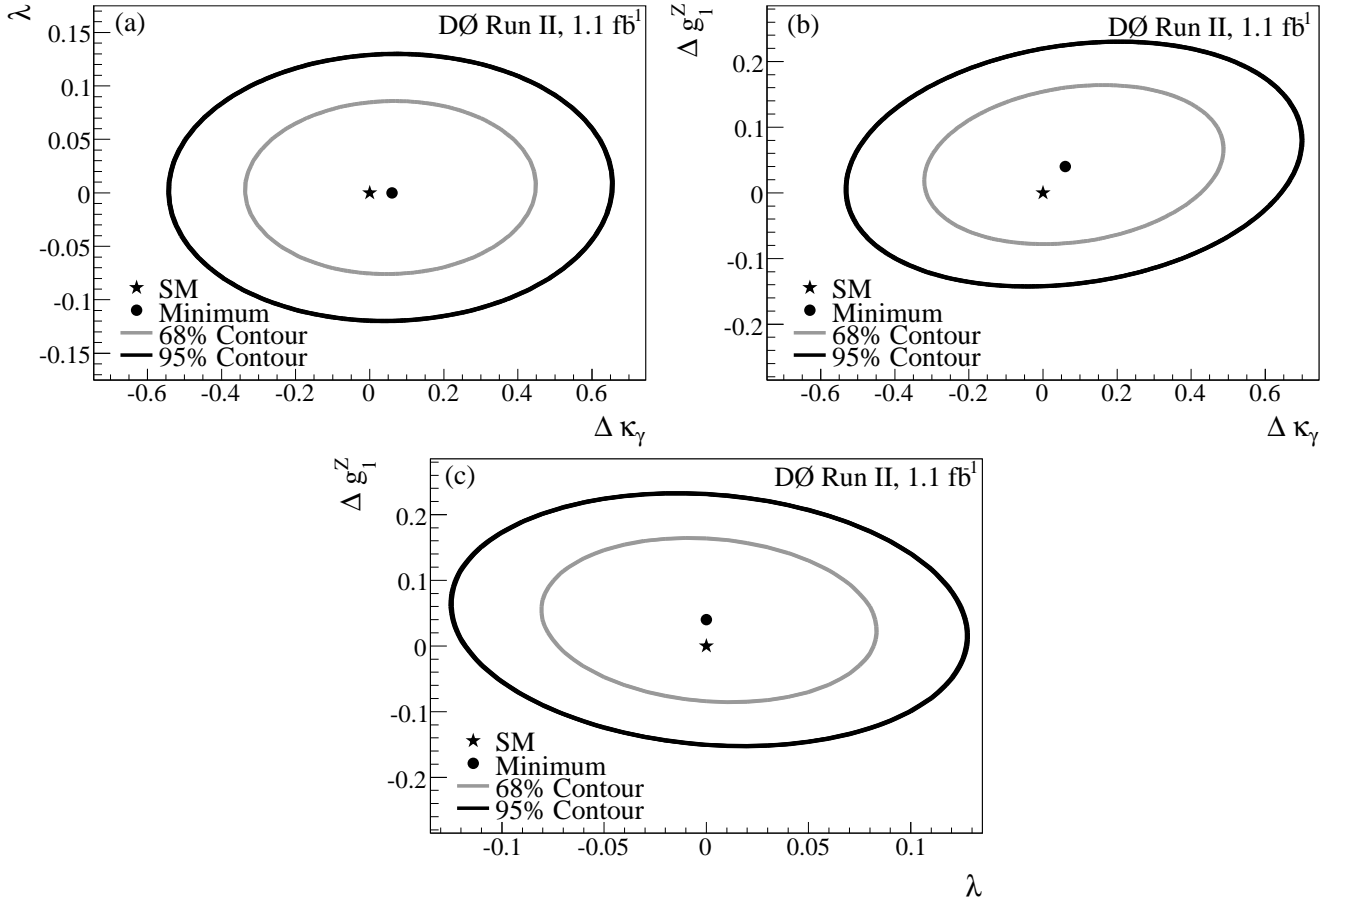 λ
(a) DØ Run II, 1.1 fb⁻¹
0.15
0.1
0.05
0
-0.05
-0.1
-0.15
SM
Minimum
68% Contour
95% Contour
-0.6 -0.4 -0.2 0 0.2 0.4 0.6
Δ κ_γ
Δ g₁ᶻ
(b) DØ Run II, 1.1 fb⁻¹
0.2
0.1
0
-0.1
-0.2
SM
Minimum
68% Contour
95% Contour
-0.6 -0.4 -0.2 0 0.2 0.4 0.6
Δ κ_γ
Δ g₁ᶻ
(c) DØ Run II, 1.1 fb⁻¹
0.2
0.1
0
-0.1
-0.2
SM
Minimum
68% Contour
95% Contour
-0.1 -0.05 0 0.05 0.1
λ